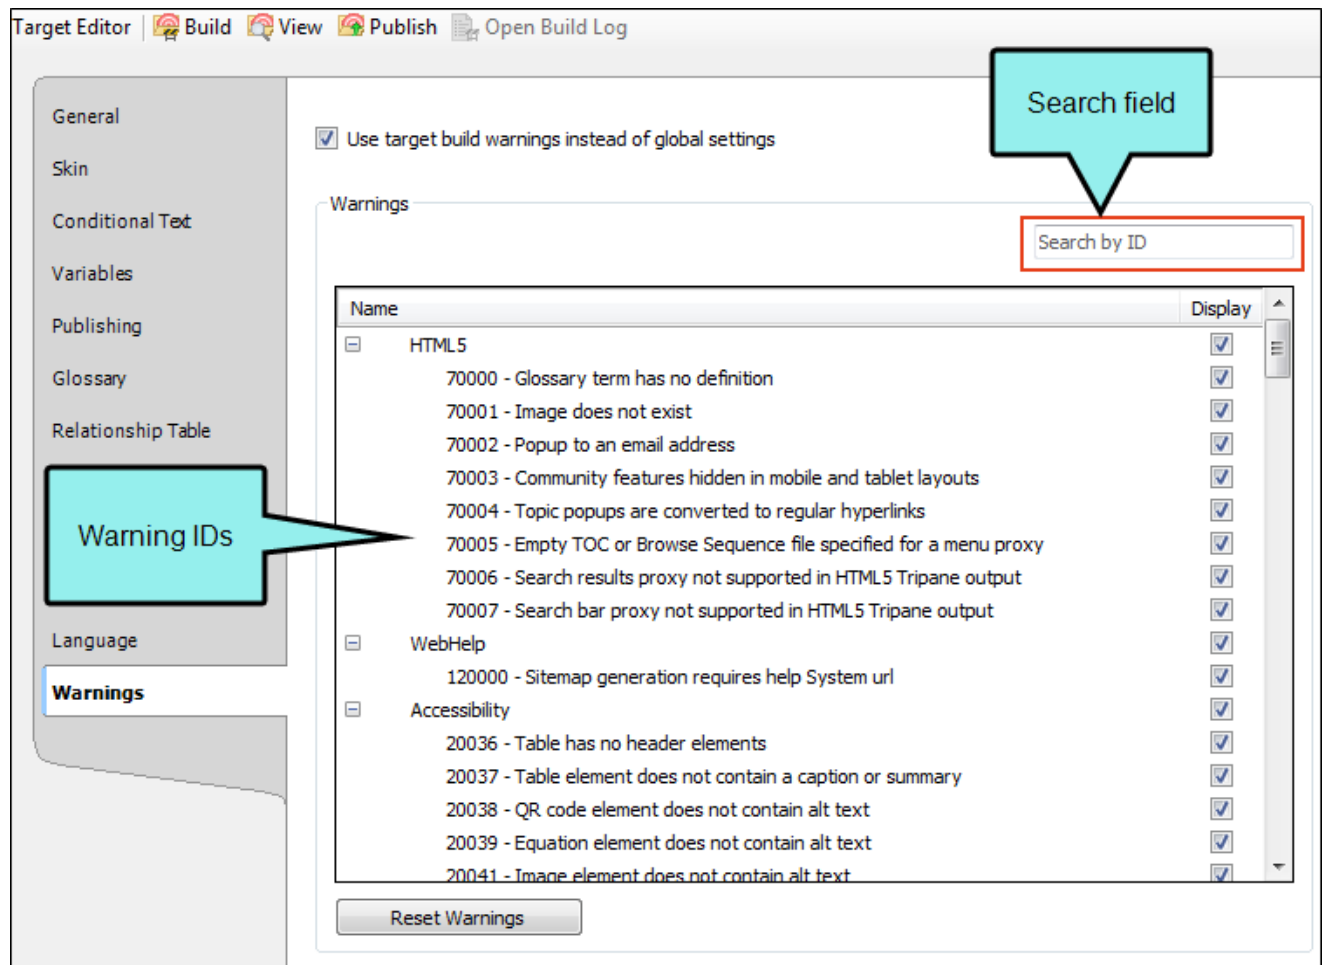 Target Editor Build View Publish Open Build Log
Search field
General
Skin
Conditional Text
Variables
Publishing
Glossary
Relationship Table
Warning IDs
Language
Warnings
Use target build warnings instead of global settings
Warnings
Search by ID
Name Display
HTML5
70000 - Glossary term has no definition
70001 - Image does not exist
70002 - Popup to an email address
70003 - Community features hidden in mobile and tablet layouts
70004 - Topic popups are converted to regular hyperlinks
70005 - Empty TOC or Browse Sequence file specified for a menu proxy
70006 - Search results proxy not supported in HTML5 Tripane output
70007 - Search bar proxy not supported in HTML5 Tripane output
WebHelp
120000 - Sitemap generation requires help System url
Accessibility
20036 - Table has no header elements
20037 - Table element does not contain a caption or summary
20038 - QR code element does not contain alt text
20039 - Equation element does not contain alt text
20041 - Image element does not contain alt text
Reset Warnings